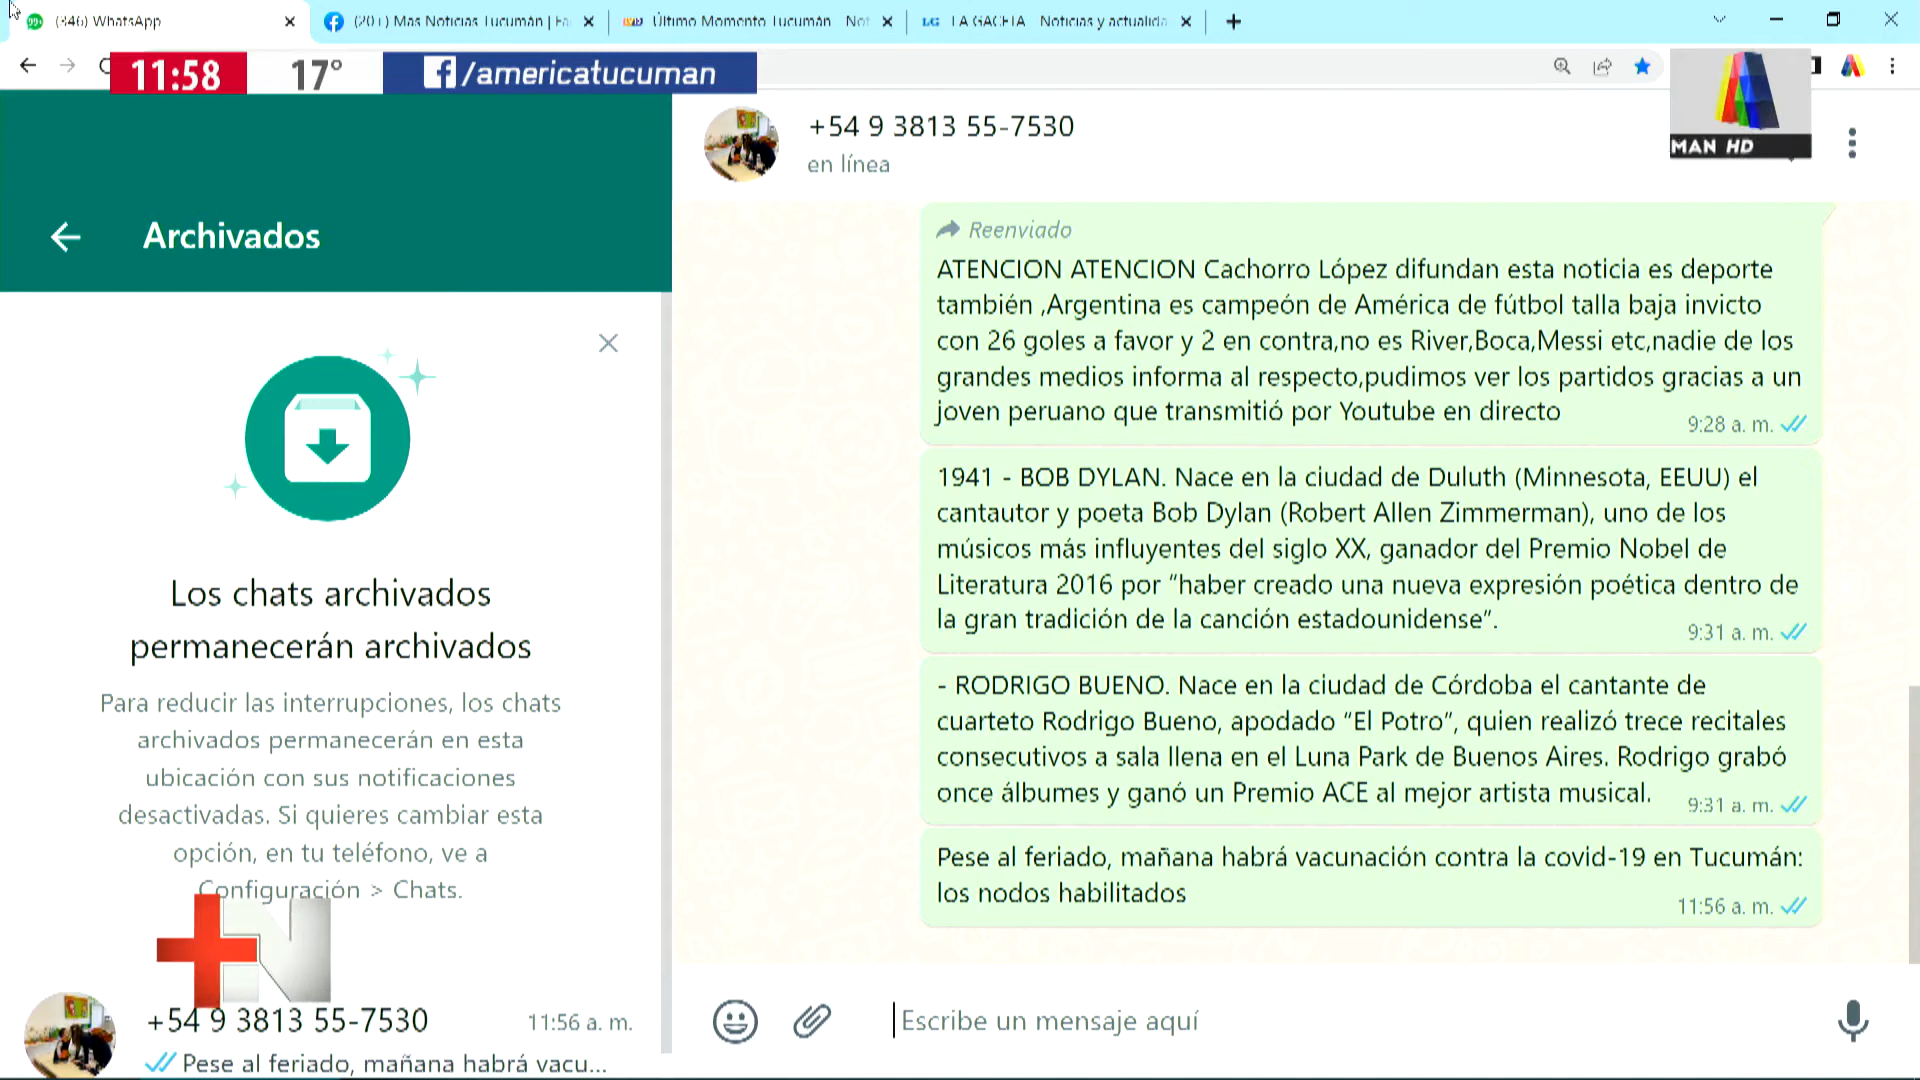 (346) WhatsApp
(20+) Mas Noticias Tucumán | Fa
Último Momento Tucumán - Not
LG LA GACETA - Noticias y actualida
11:58
17°
/americatucuman
MAN HD
+54 9 3813 55-7530
en línea
Archivados
Los chats archivados
permanecerán archivados
Para reducir las interrupciones, los chats
archivados permanecerán en esta
ubicación con sus notificaciones
desactivadas. Si quieres cambiar esta
opción, en tu teléfono, ve a
Configuración > Chats.
+N
+54 9 3813 55-7530
11:56 a. m.
Pese al feriado, mañana habrá vacu...
Reenviado
ATENCION ATENCION Cachorro López difundan esta noticia es deporte
también ,Argentina es campeón de América de fútbol talla baja invicto
con 26 goles a favor y 2 en contra,no es River,Boca,Messi etc,nadie de los
grandes medios informa al respecto,pudimos ver los partidos gracias a un
joven peruano que transmitió por Youtube en directo
9:28 a. m.
1941 - BOB DYLAN. Nace en la ciudad de Duluth (Minnesota, EEUU) el
cantautor y poeta Bob Dylan (Robert Allen Zimmerman), uno de los
músicos más influyentes del siglo XX, ganador del Premio Nobel de
Literatura 2016 por “haber creado una nueva expresión poética dentro de
la gran tradición de la canción estadounidense”.
9:31 a. m.
- RODRIGO BUENO. Nace en la ciudad de Córdoba el cantante de
cuarteto Rodrigo Bueno, apodado “El Potro”, quien realizó trece recitales
consecutivos a sala llena en el Luna Park de Buenos Aires. Rodrigo grabó
once álbumes y ganó un Premio ACE al mejor artista musical.
9:31 a. m.
Pese al feriado, mañana habrá vacunación contra la covid-19 en Tucumán:
los nodos habilitados
11:56 a. m.
Escribe un mensaje aquí